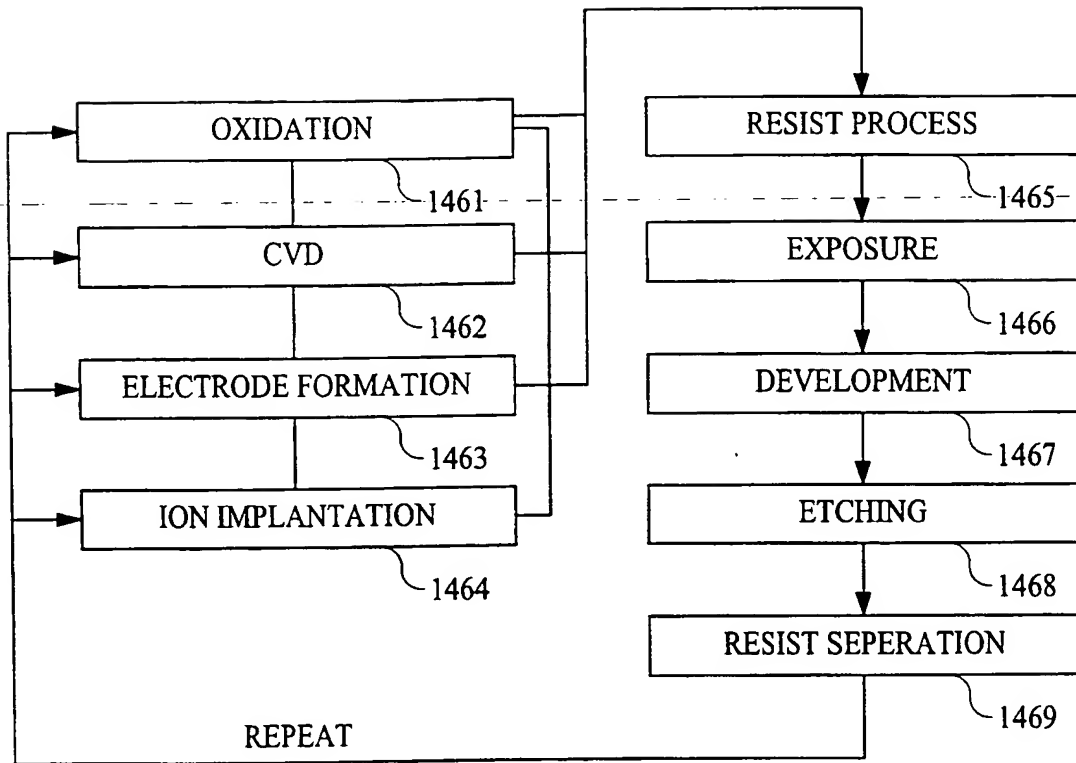 OXIDATION
1461
CVD
1462
ELECTRODE FORMATION
1463
ION IMPLANTATION
1464
RESIST PROCESS
1465
EXPOSURE
1466
DEVELOPMENT
1467
ETCHING
1468
RESIST SEPERATION
1469
REPEAT